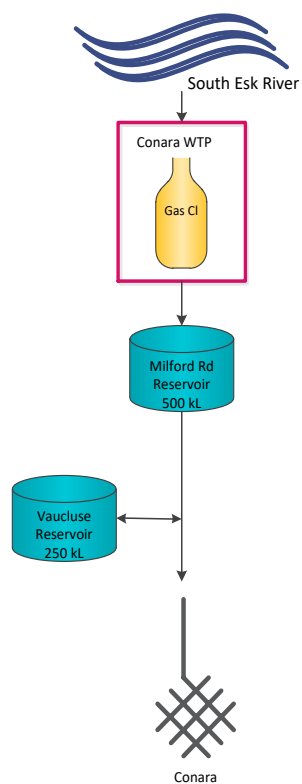 South Esk River
Conara WTP
Gas Cl
Milford Rd
Reservoir
500 kL
Vaucluse
Reservoir
250 kL
Conara